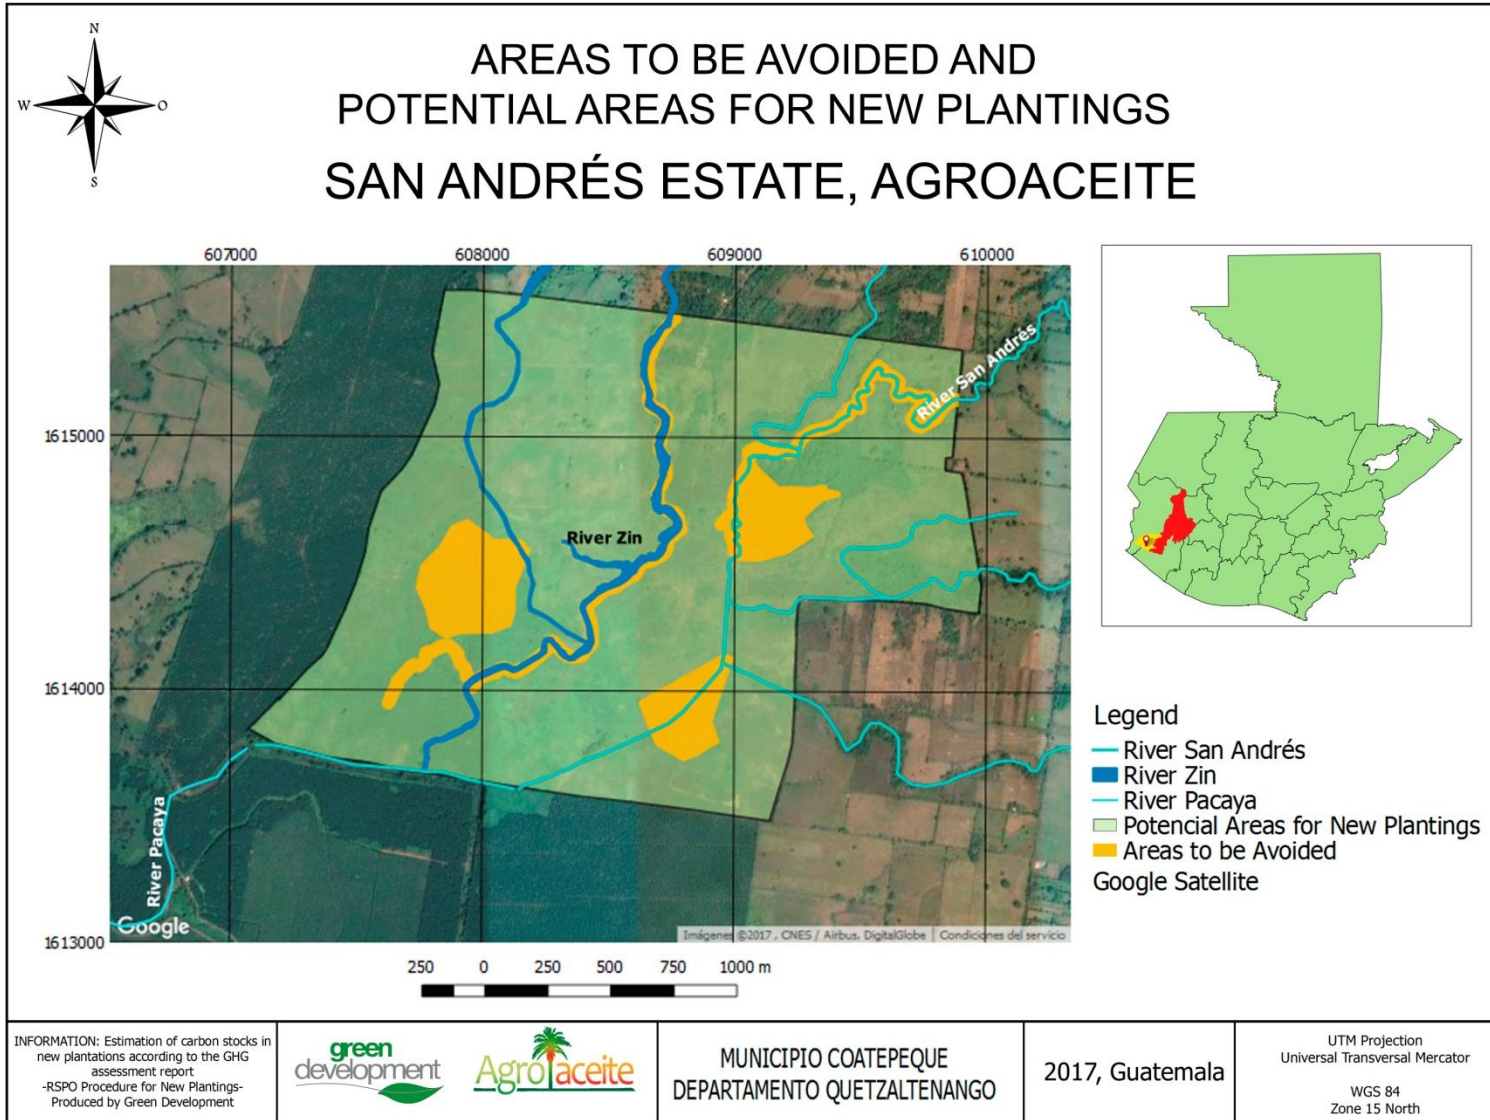 N
W
O
S
AREAS TO BE AVOIDED AND
POTENTIAL AREAS FOR NEW PLANTINGS
SAN ANDRÉS ESTATE, AGROACEITE
607000
608000
609000
610000
1615000
1614000
1613000
River San Andrés
River Zin
River Pacaya
Google
Imágenes ©2017 , CNES / Airbus, DigitalGlobe
Condiciones del servicio
250 0 250 500 750 1000 m
Legend
River San Andrés
River Zin
River Pacaya
Potencial Areas for New Plantings
Areas to be Avoided
Google Satellite
INFORMATION: Estimation of carbon stocks in
new plantations according to the GHG
assessment report
-RSPO Procedure for New Plantings-
Produced by Green Development
green
development
Agroaceite
MUNICIPIO COATEPEQUE
DEPARTAMENTO QUETZALTENANGO
2017, Guatemala
UTM Projection
Universal Transversal Mercator
WGS 84
Zone 15 North